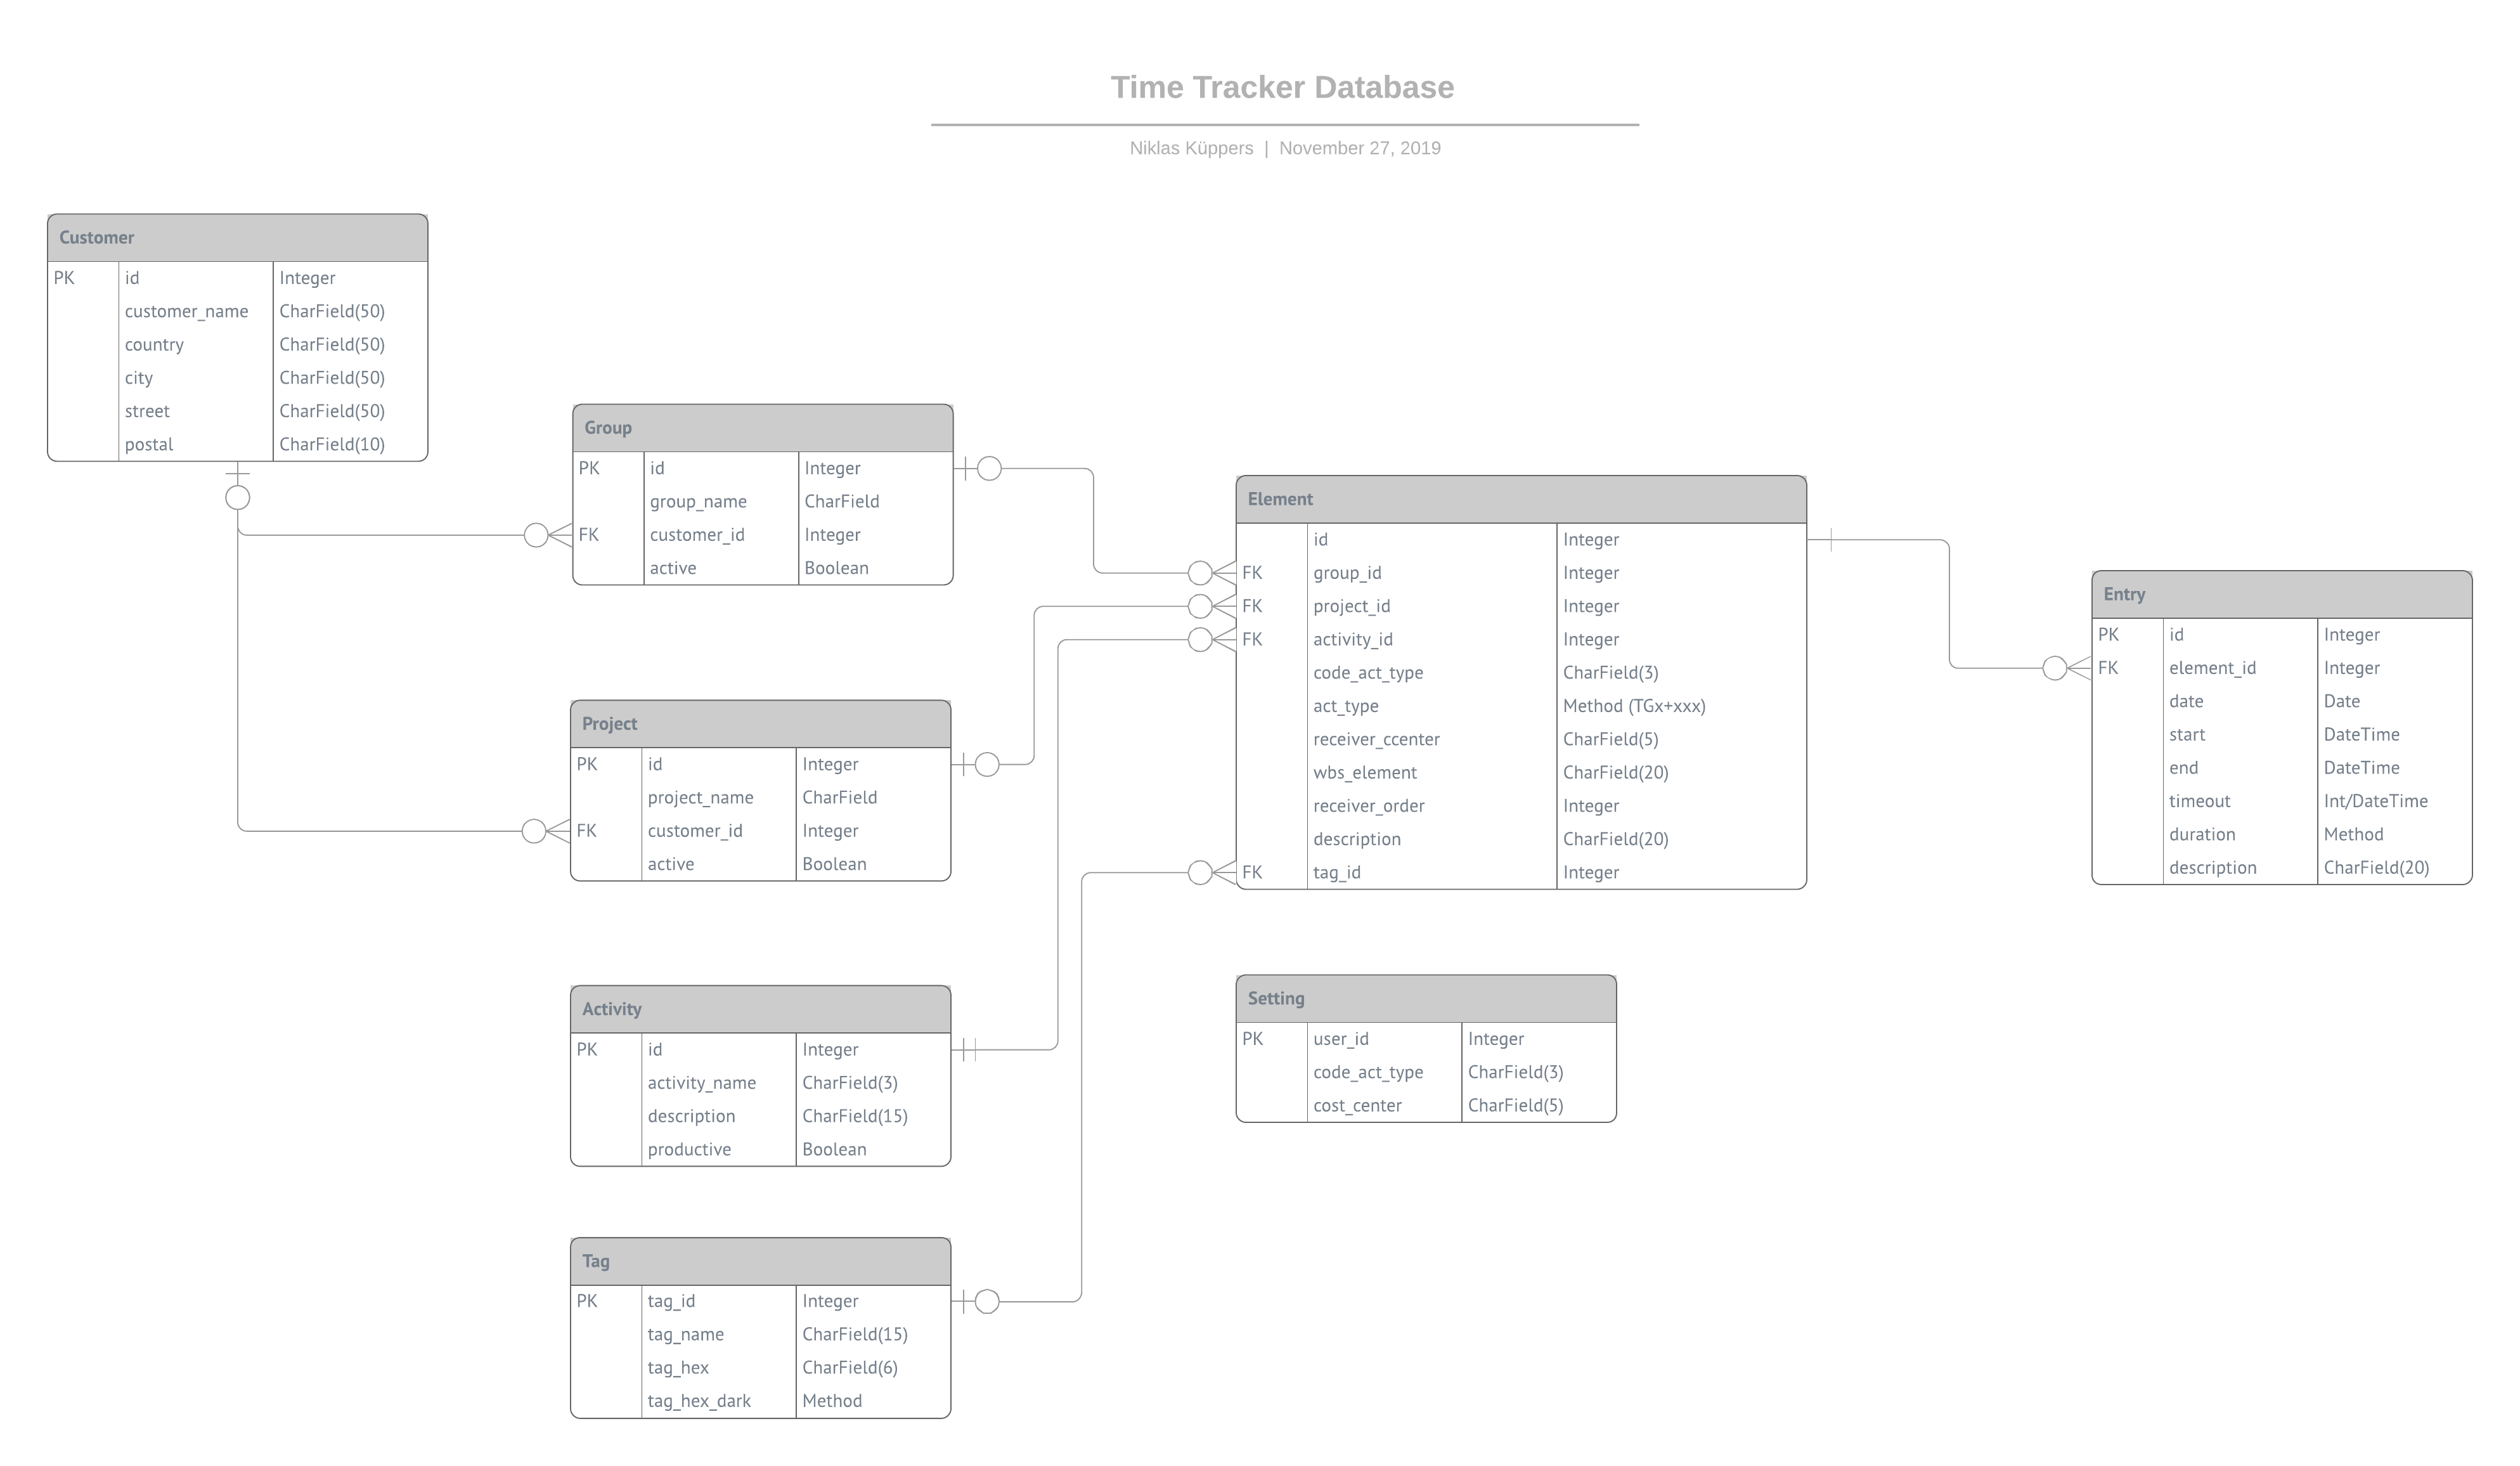 Time Tracker Database
Niklas Küppers | November 27, 2019
Customer
PK id Integer
customer_name CharField(50)
country CharField(50)
city CharField(50)
street CharField(50)
postal CharField(10)
Group
PK id Integer
group_name CharField
FK customer_id Integer
active Boolean
Project
PK id Integer
project_name CharField
FK customer_id Integer
active Boolean
Activity
PK id Integer
activity_name CharField(3)
description CharField(15)
productive Boolean
Tag
PK tag_id Integer
tag_name CharField(15)
tag_hex CharField(6)
tag_hex_dark Method
Element
id Integer
FK group_id Integer
FK project_id Integer
FK activity_id Integer
code_act_type CharField(3)
act_type Method (TGx+xxx)
receiver_ccenter CharField(5)
wbs_element CharField(20)
receiver_order Integer
description CharField(20)
FK tag_id Integer
Setting
PK user_id Integer
code_act_type CharField(3)
cost_center CharField(5)
Entry
PK id Integer
FK element_id Integer
date Date
start DateTime
end DateTime
timeout Int/DateTime
duration Method
description CharField(20)